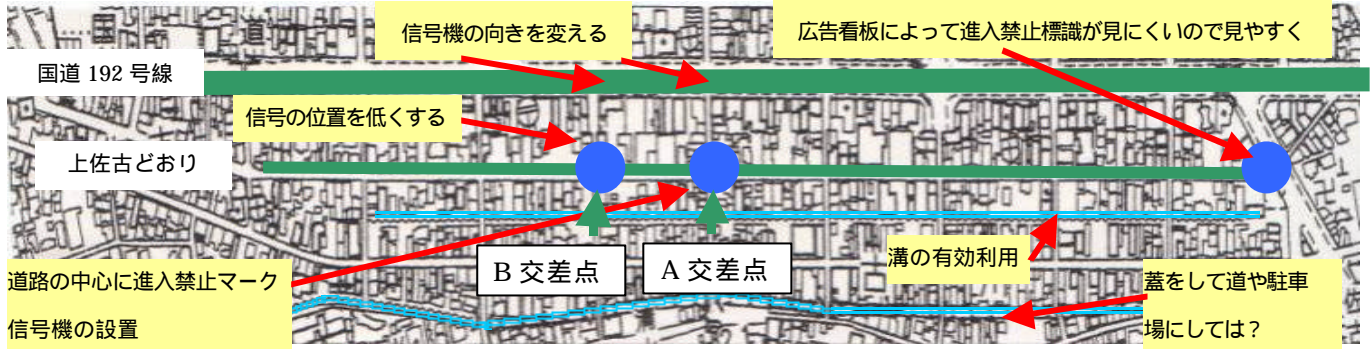 信号機の向きを変える
広告看板によって進入禁止標識が見にくいので見やすく
国道 192 号線
信号の位置を低くする
上佐古どおり
B 交差点
A 交差点
溝の有効利用
道路の中心に進入禁止マーク
信号機の設置
蓋をして道や駐車
場にしては？